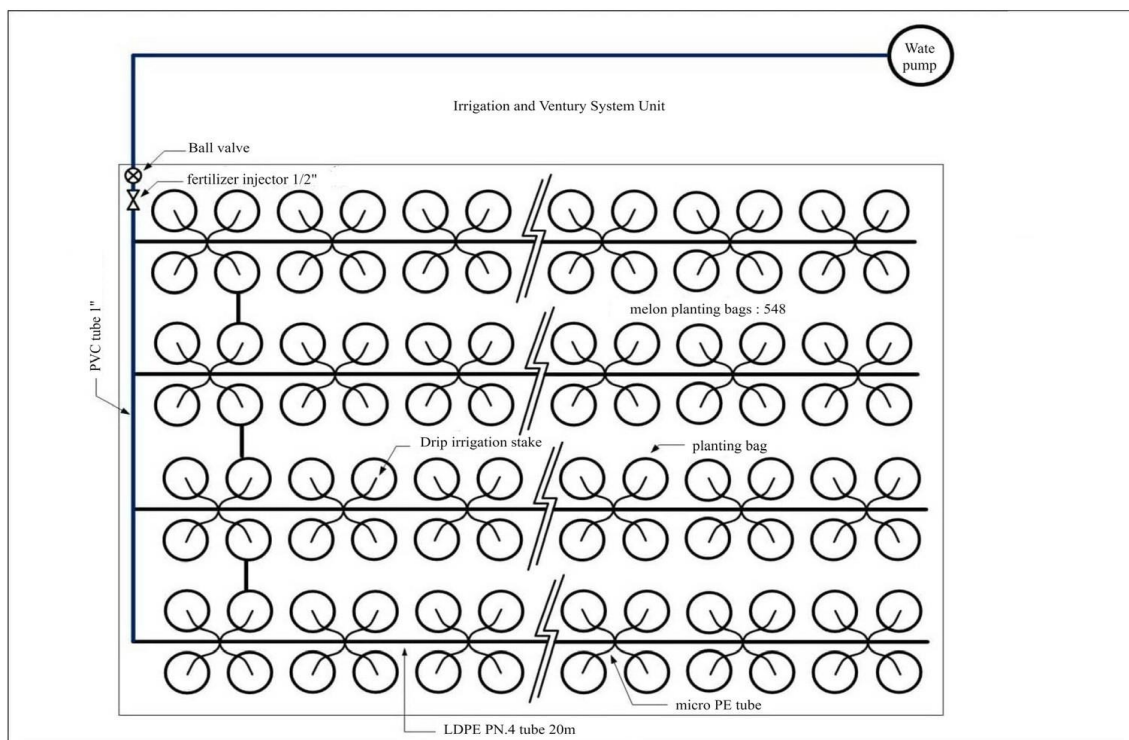 Wate
pump
Irrigation and Ventury System Unit
Ball valve
fertilizer injector 1/2"
PVC tube 1"
melon planting bags : 548
Drip irrigation stake
planting bag
micro PE tube
LDPE PN.4 tube 20m